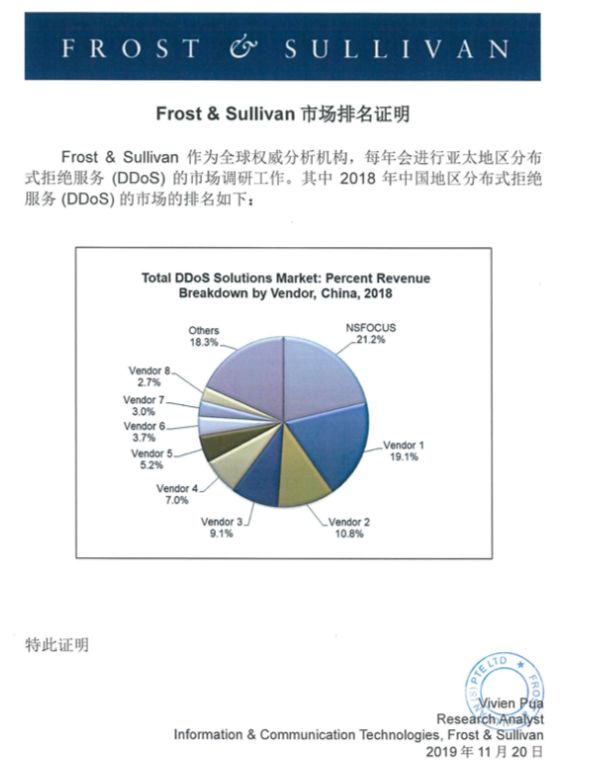 FROST & SULLIVAN
Frost & Sullivan 市场排名证明
Frost & Sullivan 作为全球权威分析机构，每年会进行亚太地区分布
式拒绝服务 (DDoS) 的市场调研工作。其中 2018 年中国地区分布式拒绝
服务 (DDoS) 的市场的排名如下：
Total DDoS Solutions Market: Percent Revenue
Breakdown by Vendor, China, 2018
Others
18.3%
NSFOCUS
21.2%
Vendor 8
2.7%
Vendor 7
3.0%
Vendor 6
3.7%
Vendor 5
5.2%
Vendor 4
7.0%
Vendor 3
9.1%
Vendor 2
10.8%
Vendor 1
19.1%
特此证明
PTE LTD ★ FROS
Vivien Pua
Research Analyst
Information & Communication Technologies, Frost & Sullivan
2019 年 11 月 20 日